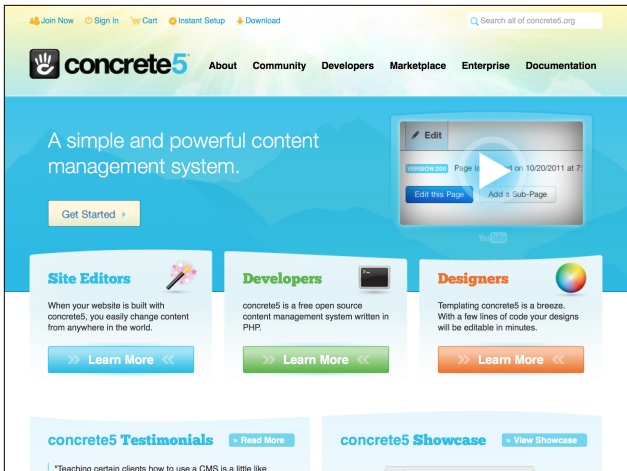 Join Now Sign In Cart Instant Setup Download
Search all of concrete5.org
concrete5
About Community Developers Marketplace Enterprise Documentation
A simple and powerful content
management system.
Get Started
Edit
VERSION 200 Page la on 10/20/2011 at 7:
Edit this Page Add a Sub-Page
YouTube
Site Editors
When your website is built with
concrete5, you easily change content
from anywhere in the world.
>> Learn More <<
Developers
concrete5 is a free open source
content management system written in
PHP.
>> Learn More <<
Designers
Templating concrete5 is a breeze.
With a few lines of code your designs
will be editable in minutes.
>> Learn More <<
concrete5 Testimonials » Read More
concrete5 Showcase » View Showcase
"Teaching certain clients how to use a CMS is a little like